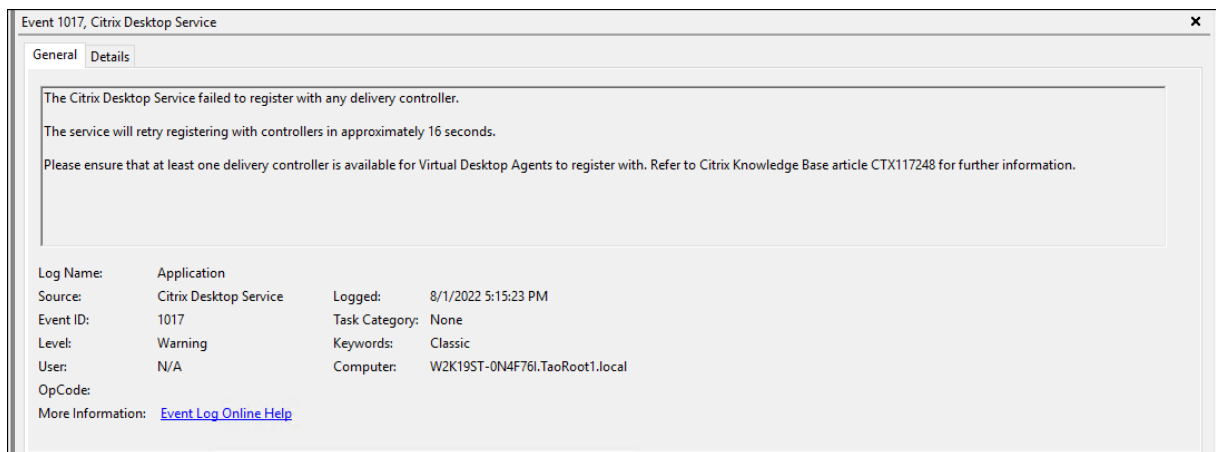 Event 1017, Citrix Desktop Service
General Details
The Citrix Desktop Service failed to register with any delivery controller.
The service will retry registering with controllers in approximately 16 seconds.
Please ensure that at least one delivery controller is available for Virtual Desktop Agents to register with. Refer to Citrix Knowledge Base article CTX117248 for further information.
Log Name: Application
Source: Citrix Desktop Service Logged: 8/1/2022 5:15:23 PM
Event ID: 1017 Task Category: None
Level: Warning Keywords: Classic
User: N/A Computer: W2K19ST-0N4F76I.TaoRoot1.local
OpCode:
More Information: Event Log Online Help